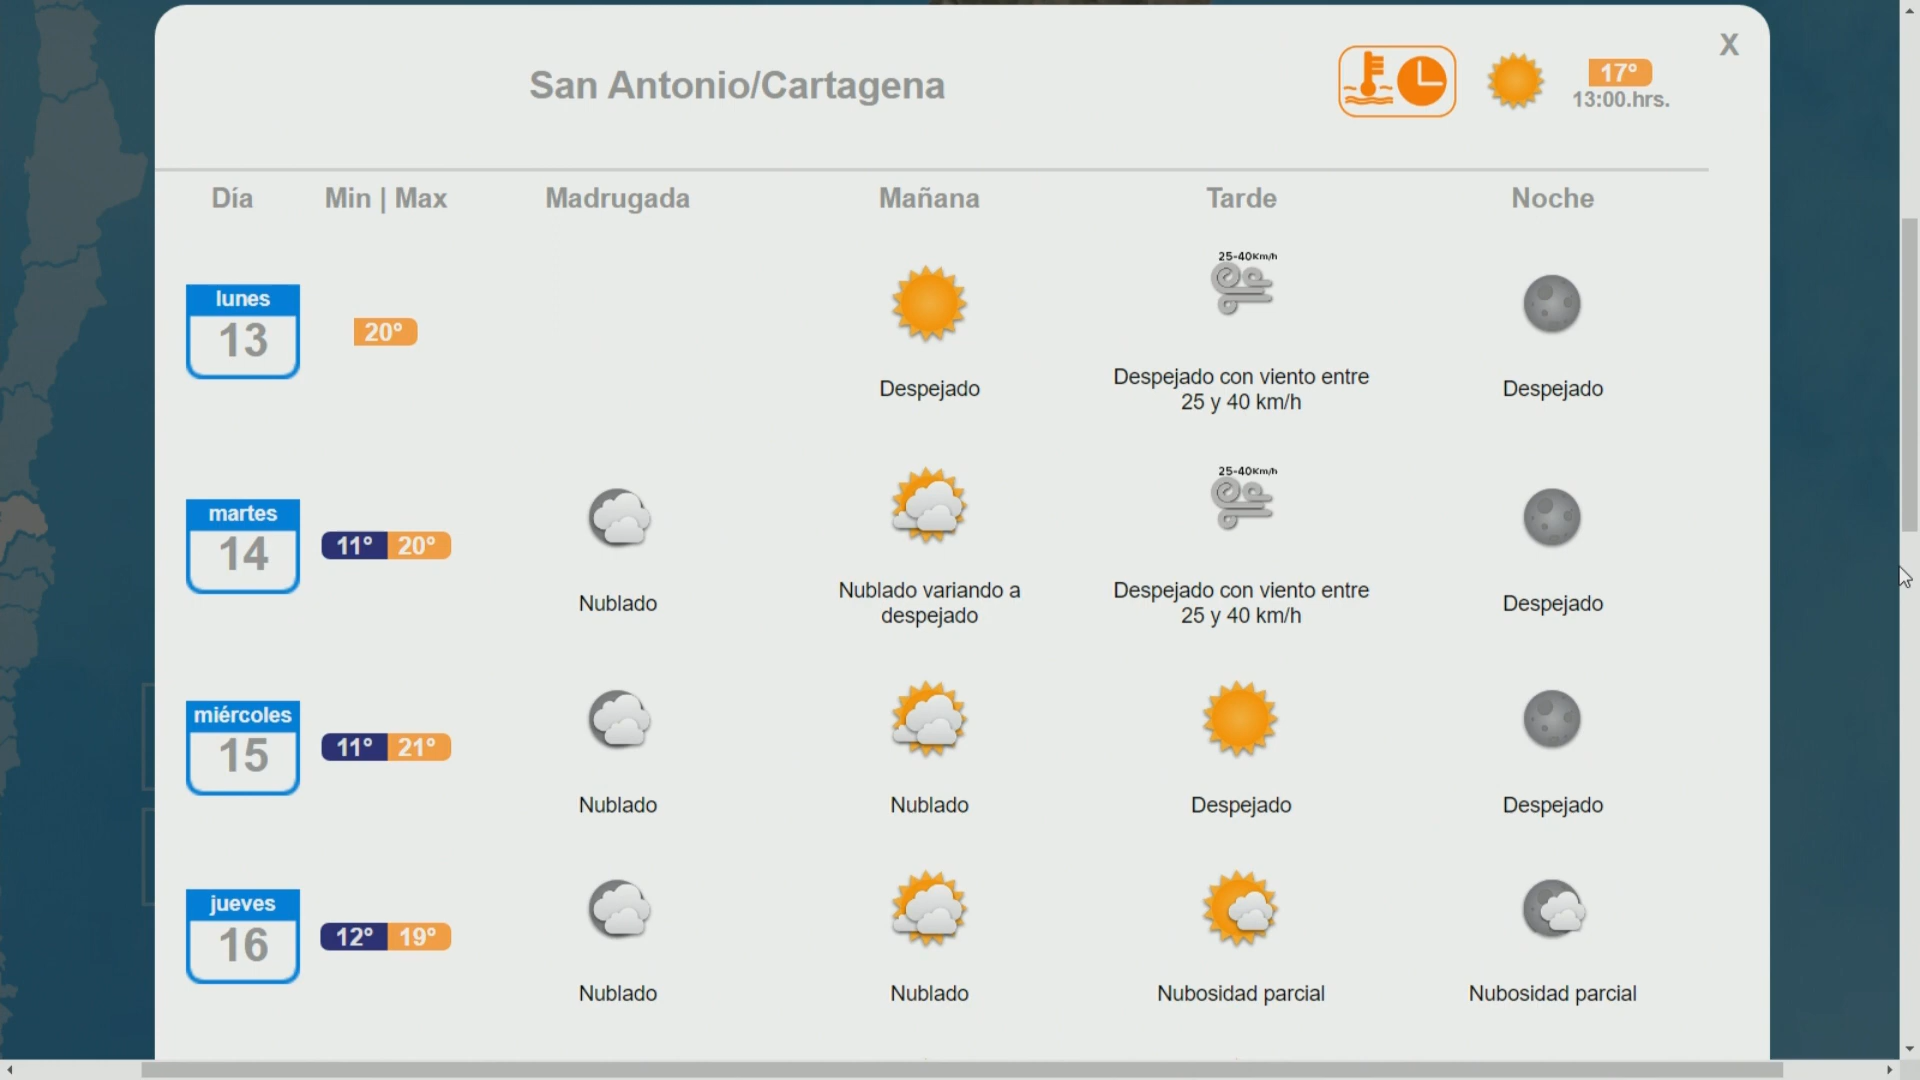 San Antonio/Cartagena
X
17°
13:00.hrs.
Día
Min | Max
Madrugada
Mañana
Tarde
Noche
lunes
13
20°
Despejado
25-40Km/h
Despejado con viento entre
25 y 40 km/h
Despejado
martes
14
11° 20°
Nublado
Nublado variando a
despejado
25-40Km/h
Despejado con viento entre
25 y 40 km/h
Despejado
miércoles
15
11° 21°
Nublado
Nublado
Despejado
Despejado
jueves
16
12° 19°
Nublado
Nublado
Nubosidad parcial
Nubosidad parcial